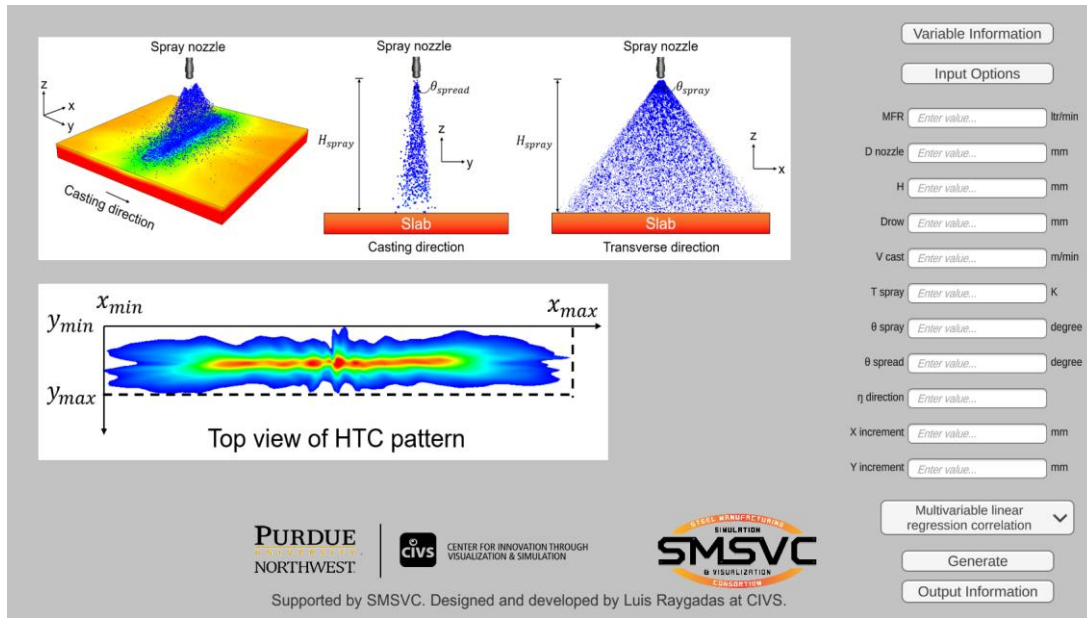 Spray nozzle
z
x
y
Casting direction
Spray nozzle
θspread
Hspray
z
y
Slab
Casting direction
Spray nozzle
θspray
Hspray
z
x
Slab
Transverse direction
xmin
xmax
ymin
ymax
Top view of HTC pattern
PURDUE
UNIVERSITY
NORTHWEST
CIVS
CENTER FOR INNOVATION THROUGH
VISUALIZATION & SIMULATION
STEEL MANUFACTURING
SIMULATION
SMSVC
& VISUALIZATION
CONSORTIUM
Supported by SMSVC. Designed and developed by Luis Raygadas at CIVS.
Variable Information
Input Options
MFR Enter value... ltr/min
D nozzle Enter value... mm
H Enter value... mm
Drow Enter value... mm
V cast Enter value... m/min
T spray Enter value... K
θ spray Enter value... degree
θ spread Enter value... degree
η direction Enter value...
X increment Enter value... mm
Y increment Enter value... mm
Multivariable linear
regression correlation
Generate
Output Information